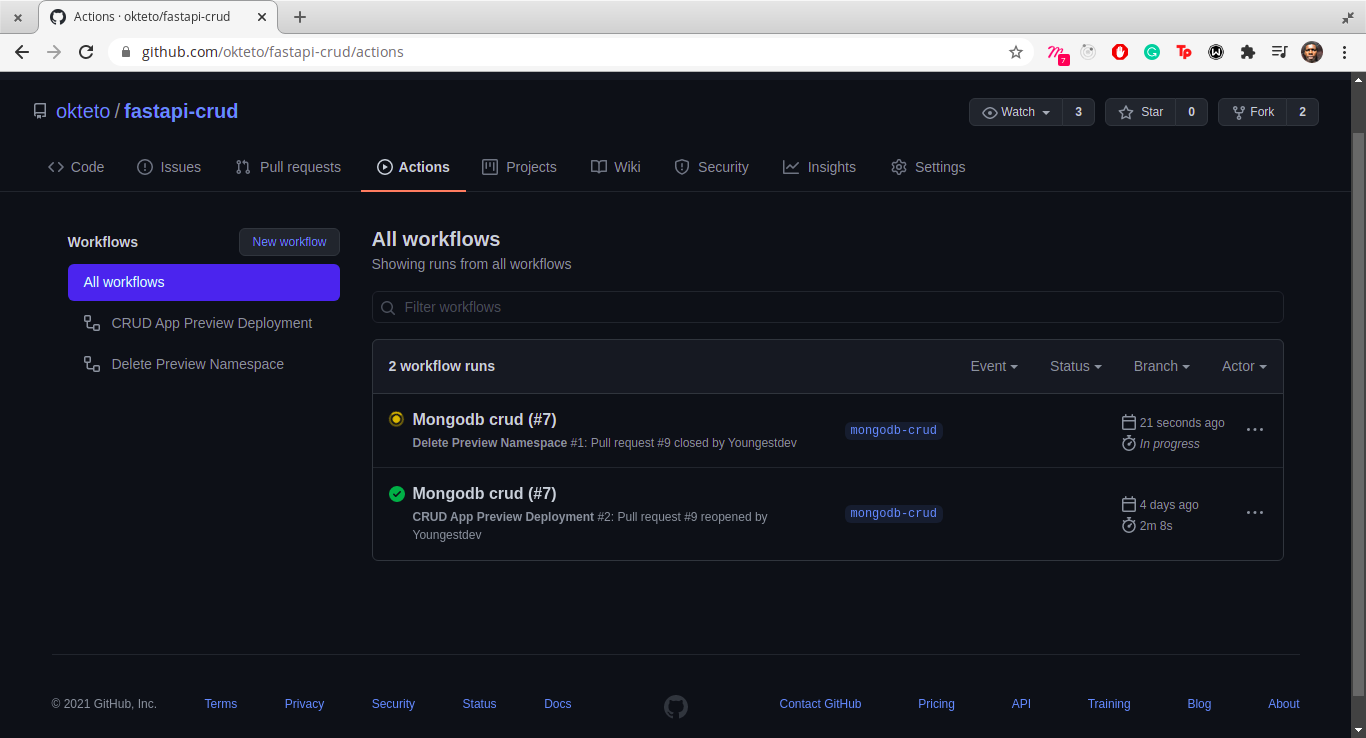 Actions · okteto/fastapi-crud
github.com/okteto/fastapi-crud/actions
7
Tp
okteto / fastapi-crud
Watch 3
Star 0
Fork 2
Code
Issues
Pull requests
Actions
Projects
Wiki
Security
Insights
Settings
Workflows
New workflow
All workflows
CRUD App Preview Deployment
Delete Preview Namespace
All workflows
Showing runs from all workflows
Filter workflows
2 workflow runs
Event
Status
Branch
Actor
Mongodb crud (#7)
Delete Preview Namespace #1: Pull request #9 closed by Youngestdev
mongodb-crud
21 seconds ago
In progress
Mongodb crud (#7)
CRUD App Preview Deployment #2: Pull request #9 reopened by
Youngestdev
mongodb-crud
4 days ago
2m 8s
© 2021 GitHub, Inc.
Terms
Privacy
Security
Status
Docs
Contact GitHub
Pricing
API
Training
Blog
About